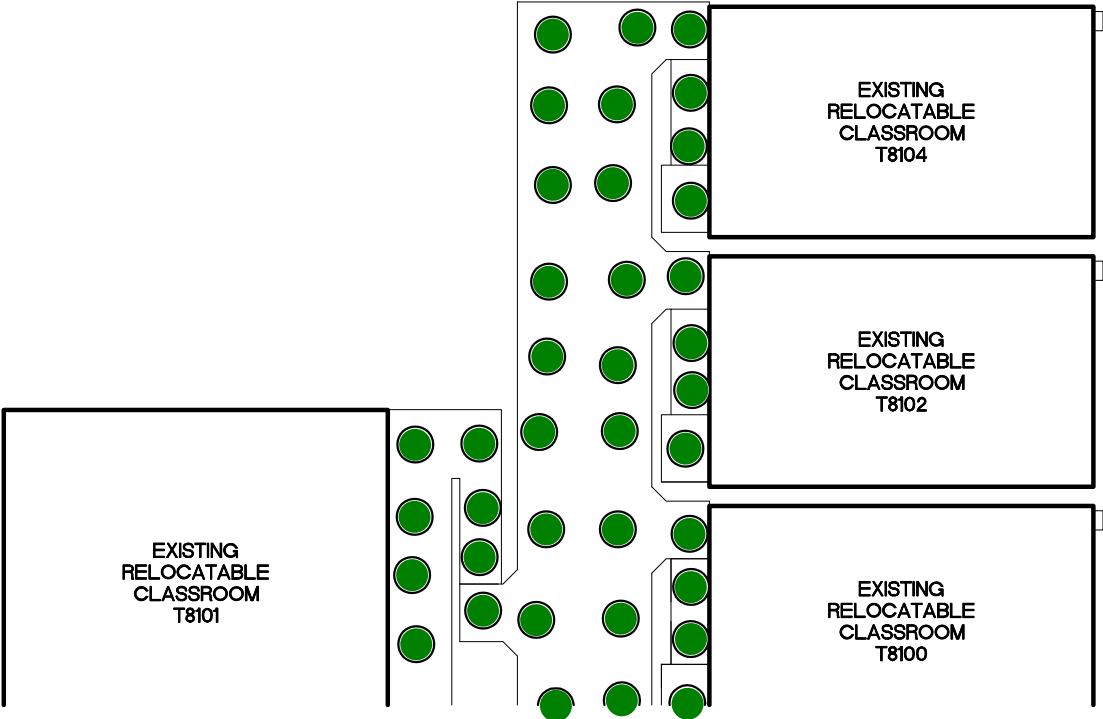 EXISTING
RELOCATABLE
CLASSROOM
T8104
EXISTING
RELOCATABLE
CLASSROOM
T8102
EXISTING
RELOCATABLE
CLASSROOM
T8101
EXISTING
RELOCATABLE
CLASSROOM
T8100